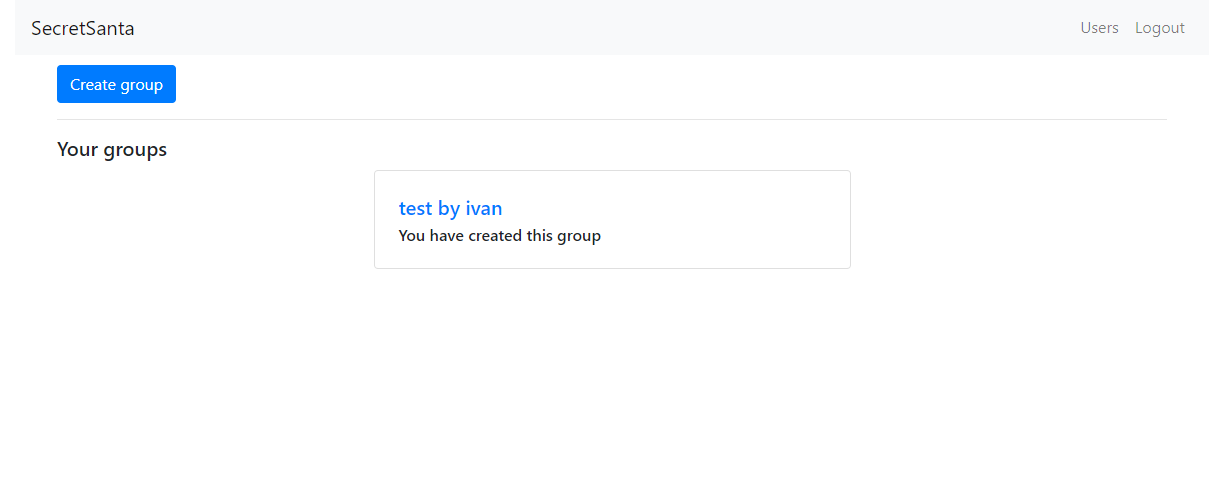 SecretSanta
Users
Logout
Create group
Your groups
test by ivan
You have created this group